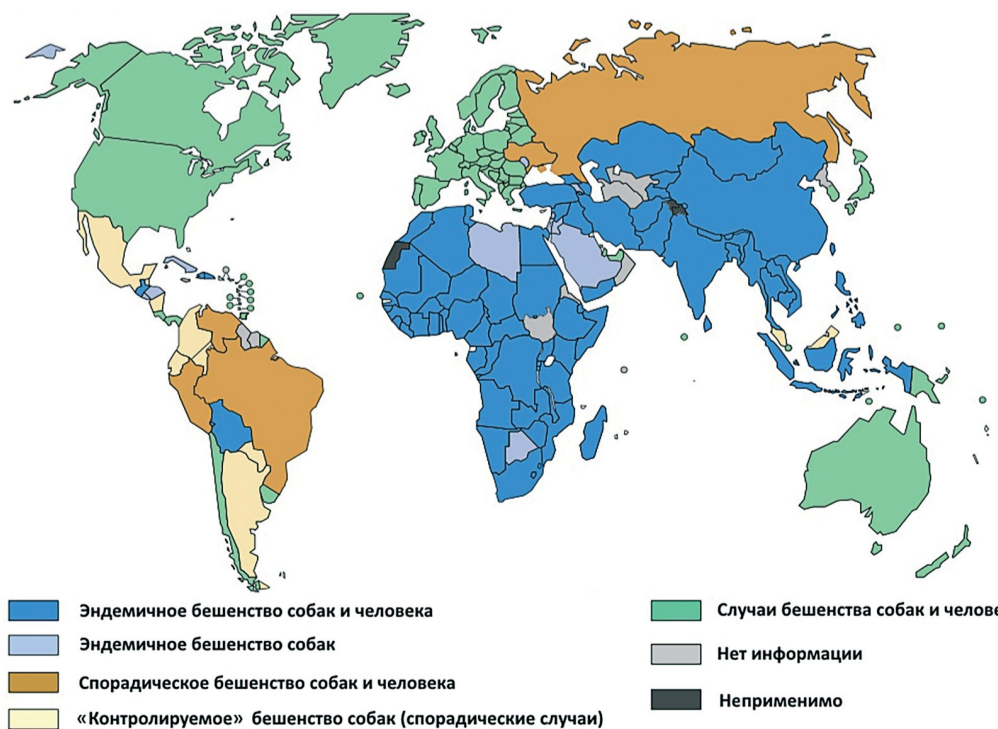 Эндемичное бешенство собак и человека
Эндемичное бешенство собак
Спорадическое бешенство собак и человека
«Контролируемое» бешенство собак (спорадические случаи)
Случаи бешенства собак и челове
Нет информации
Неприменимо